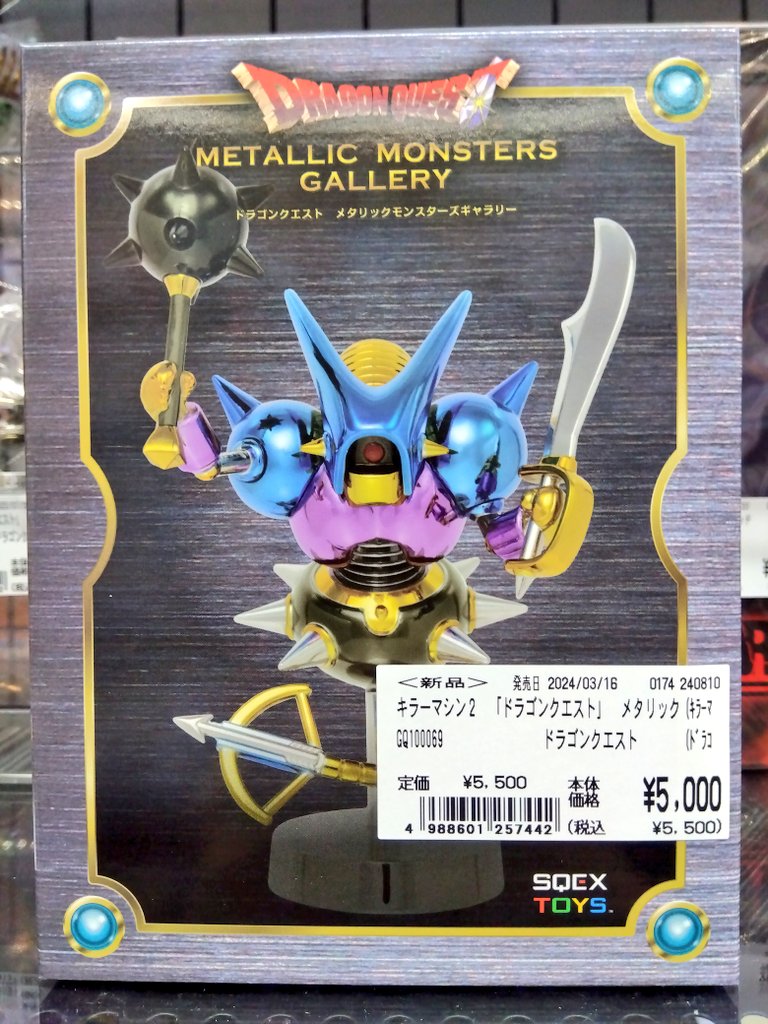 DRAGON QUEST
METALLIC MONSTERS
GALLERY
ドラゴンクエスト メタリックモンスターズギャラリー
<新品> 発売日 2024/03/16 0174 240810
キラーマシン2 「ドラゴンクエスト」 メタリック (ｷﾗｰﾏ
GQ100069 ドラゴンクエスト (ﾄﾞﾗｺ
定価 ¥5,500 本体価格 ¥5,000
4 988601 257442 (税込 ¥5,500)
SQEX
TOYS™